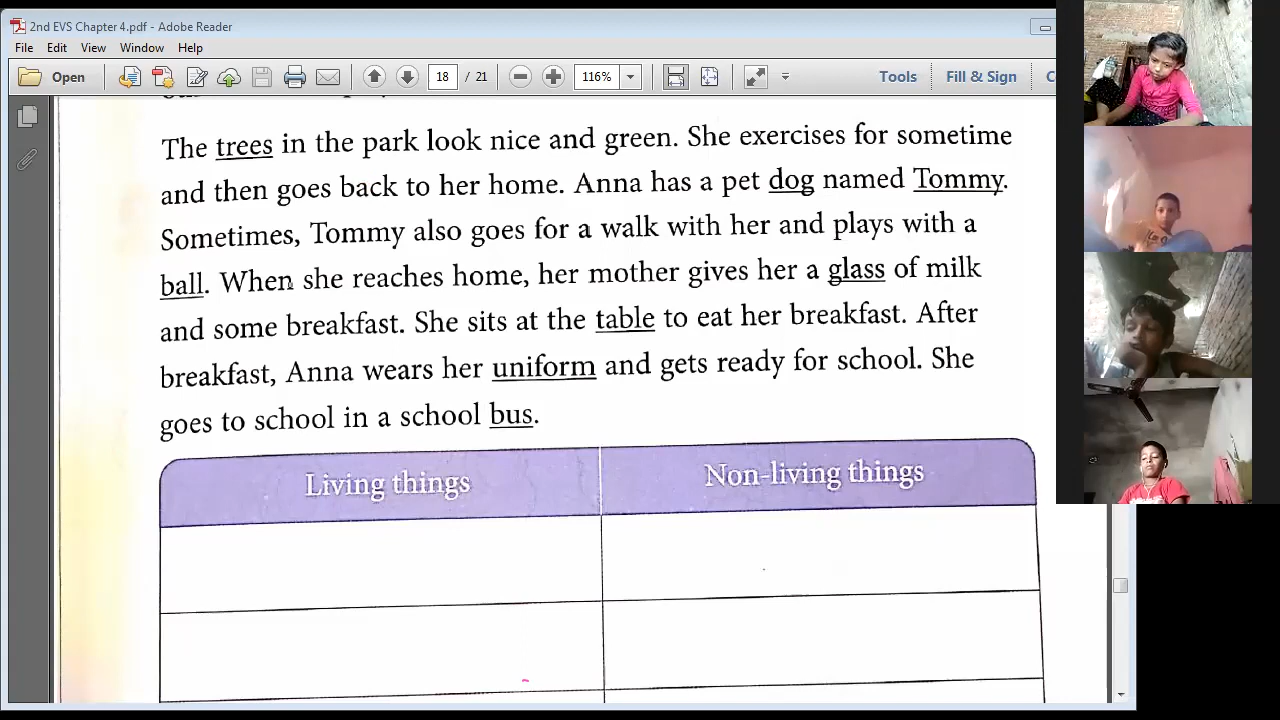 2nd EVS Chapter 4.pdf - Adobe Reader
File Edit View Window Help
Open 18 / 21 116% Tools Fill & Sign
The trees in the park look nice and green. She exercises for sometime
and then goes back to her home. Anna has a pet dog named Tommy.
Sometimes, Tommy also goes for a walk with her and plays with a
ball. When she reaches home, her mother gives her a glass of milk
and some breakfast. She sits at the table to eat her breakfast. After
breakfast, Anna wears her uniform and gets ready for school. She
goes to school in a school bus.
Living things Non-living things